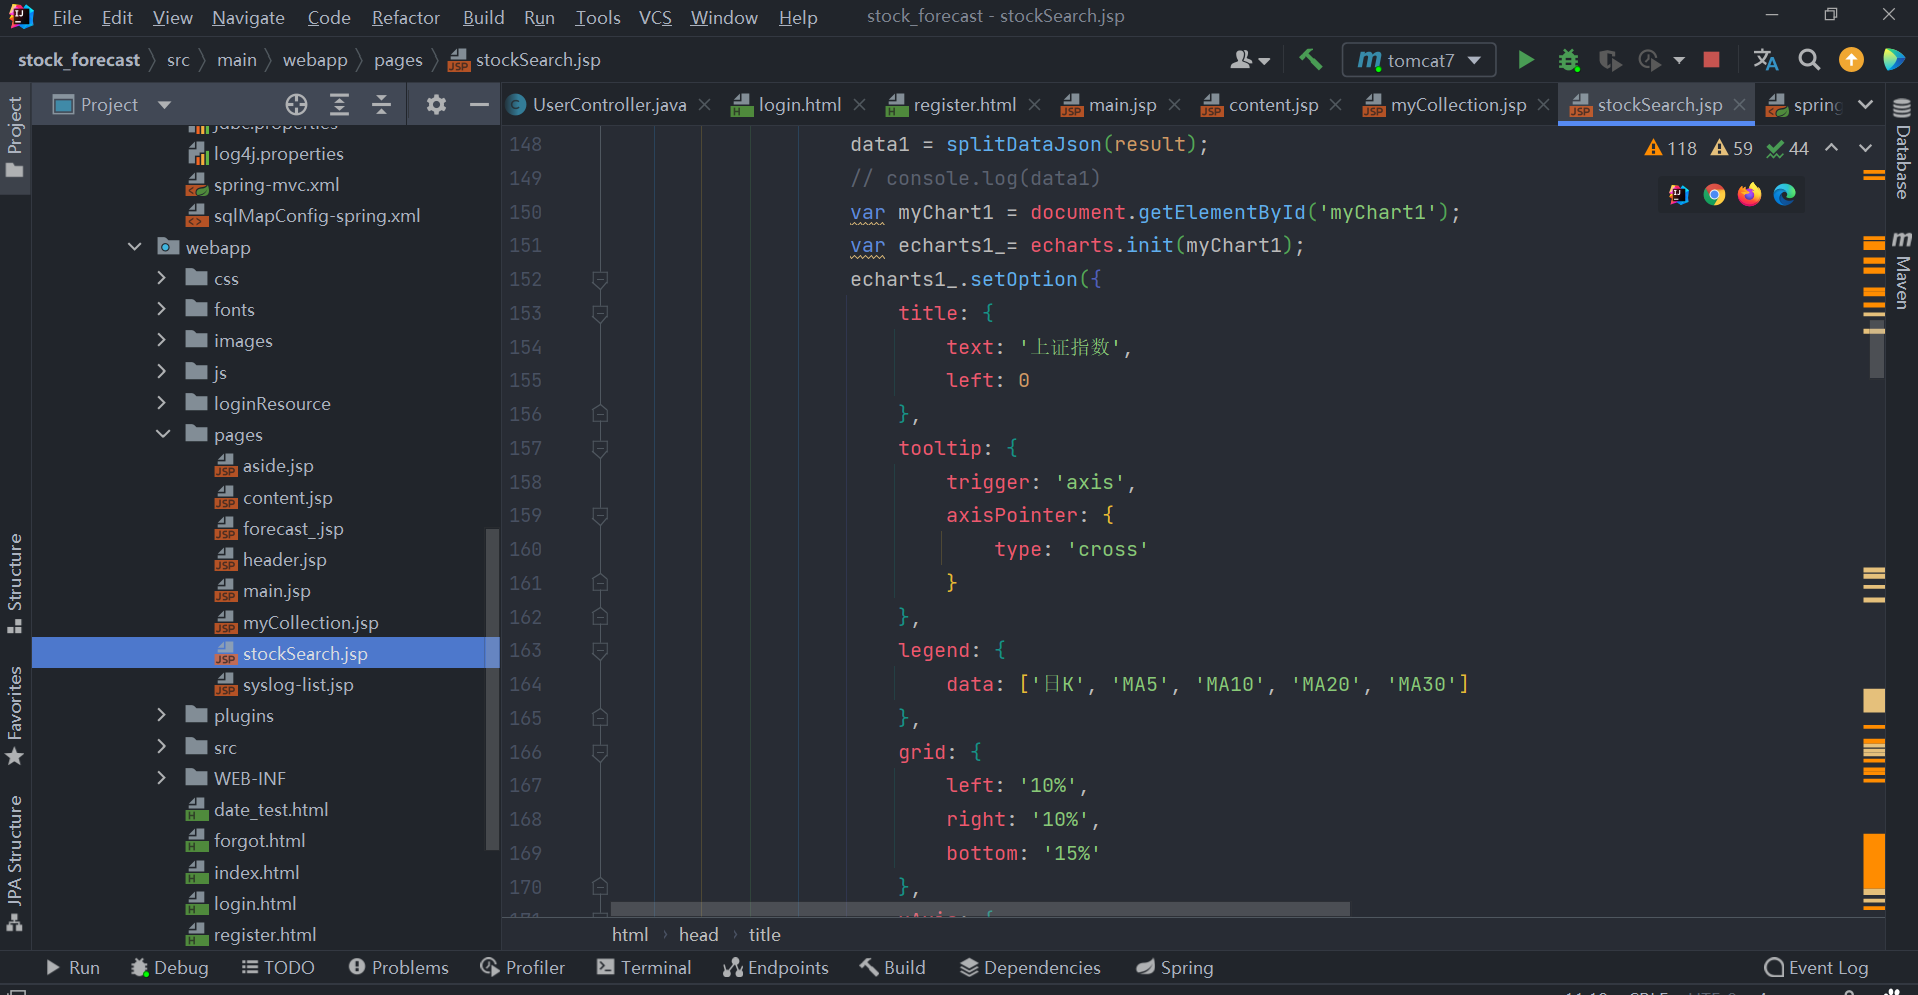 File Edit View Navigate Code Refactor Build Run Tools VCS Window Help stock_forecast - stockSearch.jsp
stock_forecast src main webapp pages stockSearch.jsp tomcat7
Project
UserController.java login.html register.html main.jsp content.jsp myCollection.jsp stockSearch.jsp spring
Project
Structure
Favorites
JPA Structure
jdbc.properties
log4j.properties
spring-mvc.xml
sqlMapConfig-spring.xml
webapp
css
fonts
images
js
loginResource
pages
aside.jsp
content.jsp
forecast_.jsp
header.jsp
main.jsp
myCollection.jsp
stockSearch.jsp
syslog-list.jsp
plugins
src
WEB-INF
date_test.html
forgot.html
index.html
login.html
register.html
118 59 44
148 data1 = splitDataJson(result);
149 // console.log(data1)
150 var myChart1 = document.getElementById('myChart1');
151 var echarts1_= echarts.init(myChart1);
152 echarts1_.setOption({
153 title: {
154 text: '上证指数',
155 left: 0
156 },
157 tooltip: {
158 trigger: 'axis',
159 axisPointer: {
160 type: 'cross'
161 }
162 },
163 legend: {
164 data: ['日K', 'MA5', 'MA10', 'MA20', 'MA30']
165 },
166 grid: {
167 left: '10%',
168 right: '10%',
169 bottom: '15%'
170 },
Database
Maven
html head title
Run Debug TODO Problems Profiler Terminal Endpoints Build Dependencies Spring Event Log